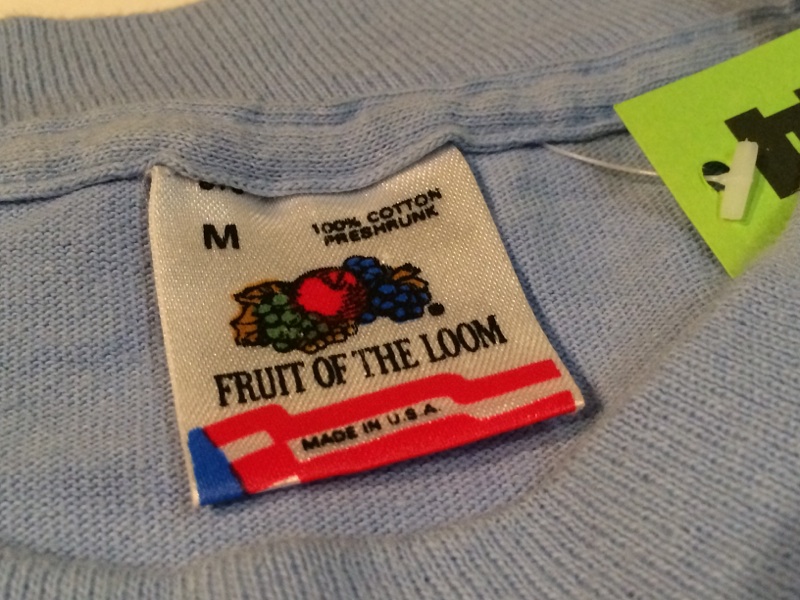 M
100% COTTON
PRESHRUNK
FRUIT OF THE LOOM
MADE IN U.S.A.